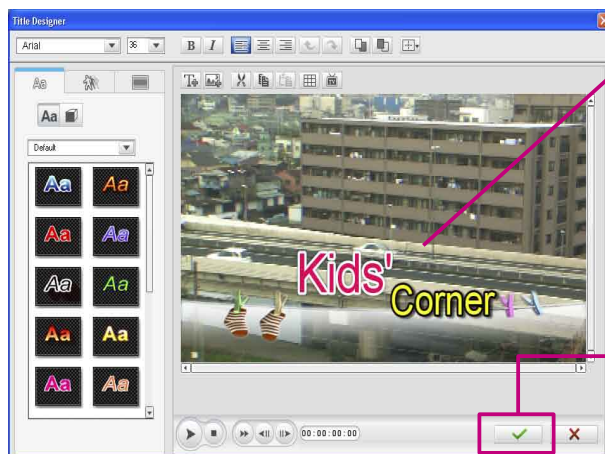 Title Designer
Arial 36 B I
Aa
T
Aa
Default
Aa Aa
Aa Aa
Aa Aa
Aa Aa
Aa Aa
Kids'
Corner
00:00:00:00